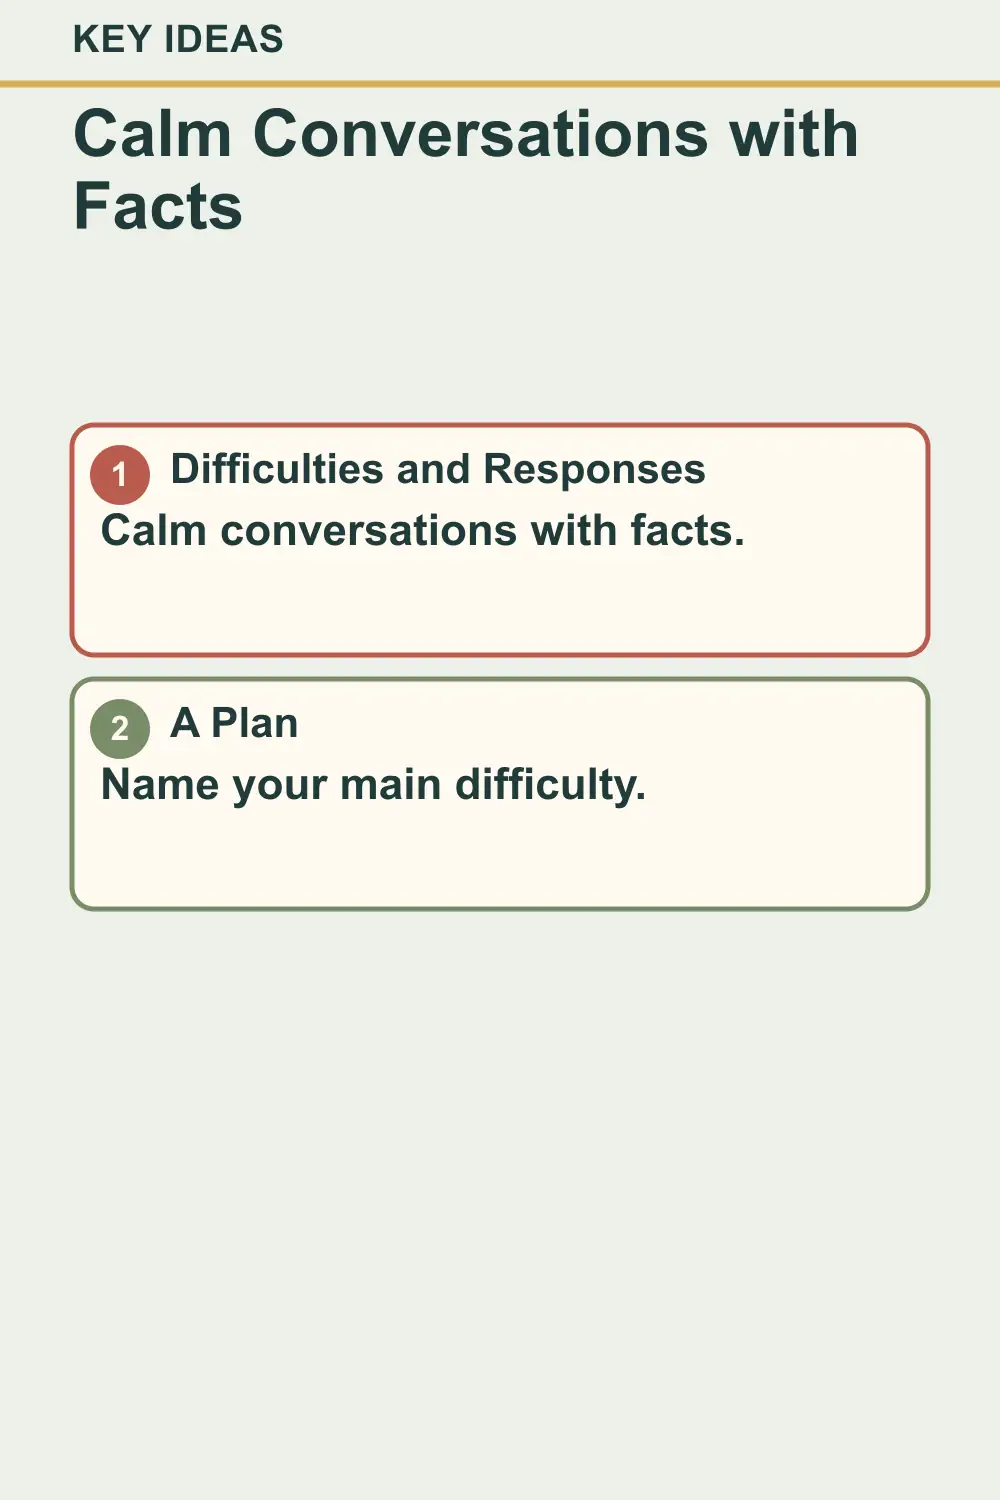 KEY IDEAS
Calm Conversations with
Facts
1 Difficulties and Responses
Calm conversations with facts.
2 A Plan
Name your main difficulty.